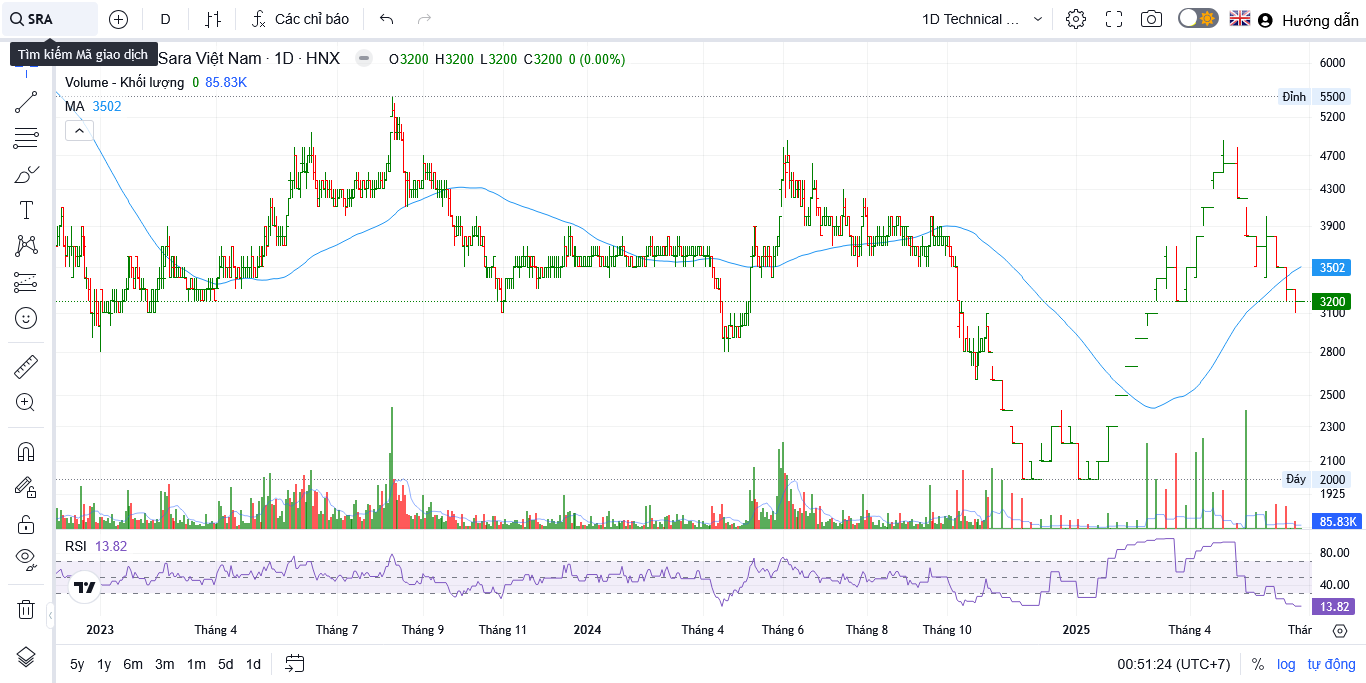 SRA D Các chỉ báo 1D Technical ... Hướng dẫn
Tìm kiếm Mã giao dịch
Sara Việt Nam · 1D · HNX O3200 H3200 L3200 C3200 0 (0.00%)
Volume - Khối lượng 0 85.83K
MA 3502
6000
Đỉnh 5500
5200
4700
4300
3900
3502
3200
3100
2800
2500
2300
2100
Đáy 2000
1925
85.83K
RSI 13.82
80.00
40.00
13.82
2023 Tháng 4 Tháng 7 Tháng 9 Tháng 11 2024 Tháng 4 Tháng 6 Tháng 8 Tháng 10 2025 Tháng 4 Thár
5y 1y 6m 3m 1m 5d 1d 00:51:24 (UTC+7) % log tự động